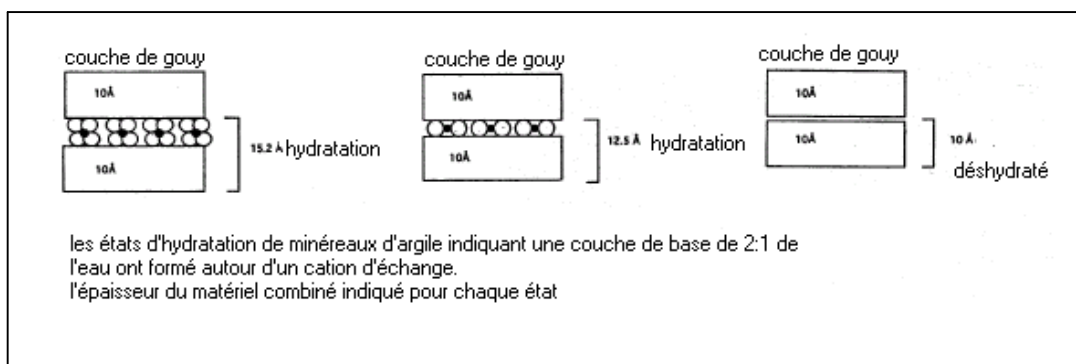 couche de gouy
10Å
15.2 Å hydratation
10Å
couche de gouy
10Å
12.5 Å hydratation
10Å
couche de gouy
10Å
10Å
10 Å
déshydraté
les états d'hydratation de minéreaux d'argile indiquant une couche de base de 2:1 de
l'eau ont formé autour d'un cation d'échange.
l'épaisseur du matériel combiné indiqué pour chaque état